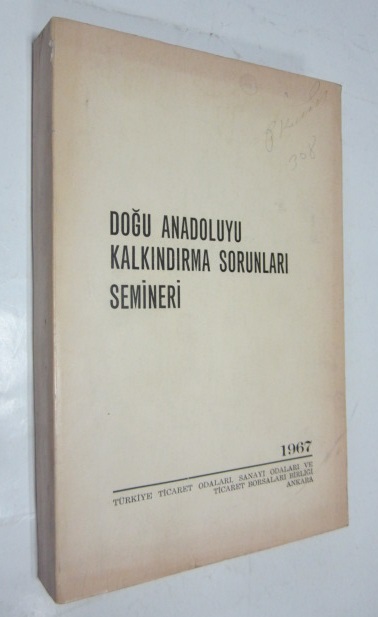 308
DOĞU ANADOLUYU
KALKINDIRMA SORUNLARI
SEMİNERİ
1967
TÜRKİYE TİCARET ODALARI, SANAYİ ODALARI VE
TİCARET BORSALARI BİRLİĞİ
ANKARA